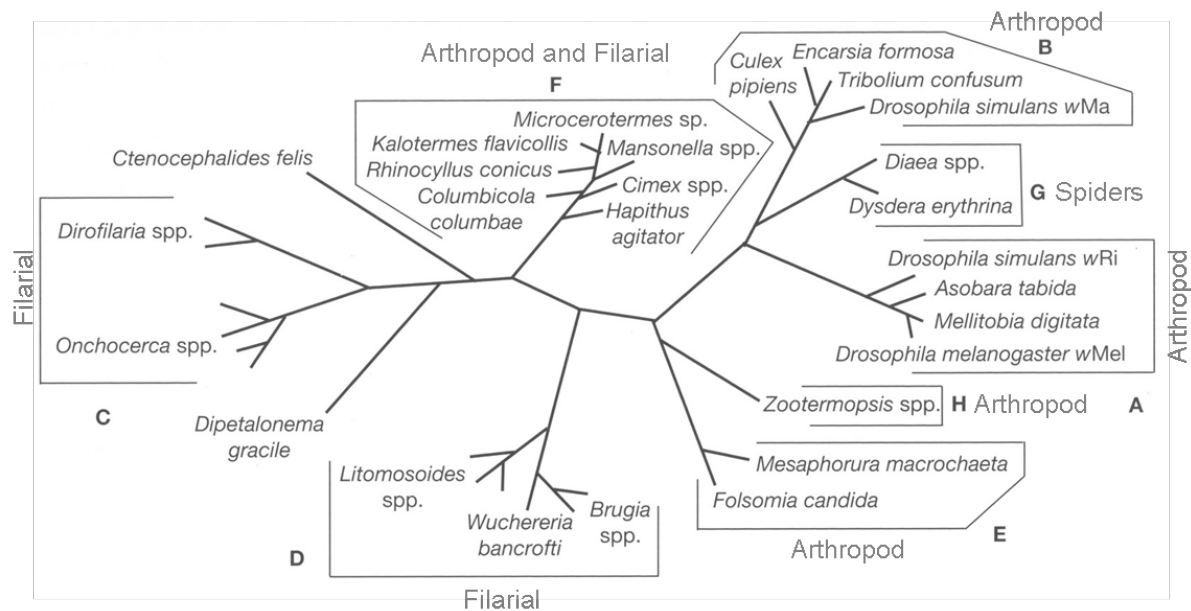 Arthropod
B
Arthropod and Filarial
F
Culex
pipiens
Encarsia formosa
Tribolium confusum
Drosophila simulans wMa
Microcerotermes sp.
Kalotermes flavicollis
Mansonella spp.
Rhinocyllus conicus
Columbicola
columbae
Cimex spp.
Hapithus
agitator
Ctenocephalides felis
Diaea spp.
Dysdera erythrina
G Spiders
Filarial
Dirofilaria spp.
Onchocerca spp.
C
Drosophila simulans wRi
Asobara tabida
Mellitobia digitata
Drosophila melanogaster wMel
Arthropod
A
Zootermopsis spp.
H Arthropod
Dipetalonema
gracile
Litomosoides
spp.
Wuchereria
bancrofti
Brugia
spp.
D
Filarial
Mesaphorura macrochaeta
Folsomia candida
E
Arthropod